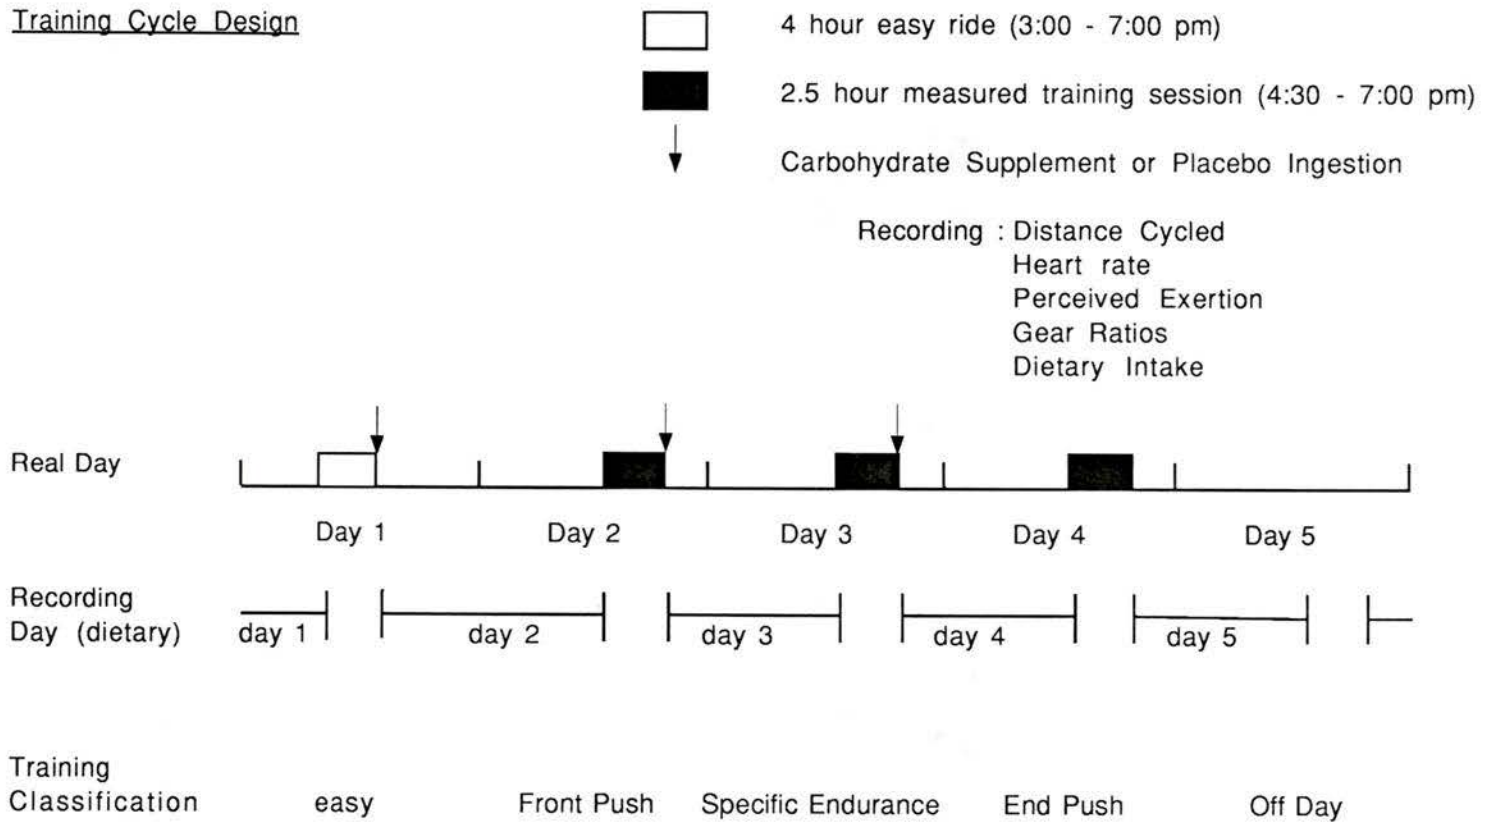 Training Cycle Design
4 hour easy ride (3:00 - 7:00 pm)
2.5 hour measured training session (4:30 - 7:00 pm)
Carbohydrate Supplement or Placebo Ingestion
Recording : Distance Cycled
Heart rate
Perceived Exertion
Gear Ratios
Dietary Intake
Real Day
Day 1 Day 2 Day 3 Day 4 Day 5
Recording
Day (dietary) day 1 day 2 day 3 day 4 day 5
Training
Classification easy Front Push Specific Endurance End Push Off Day